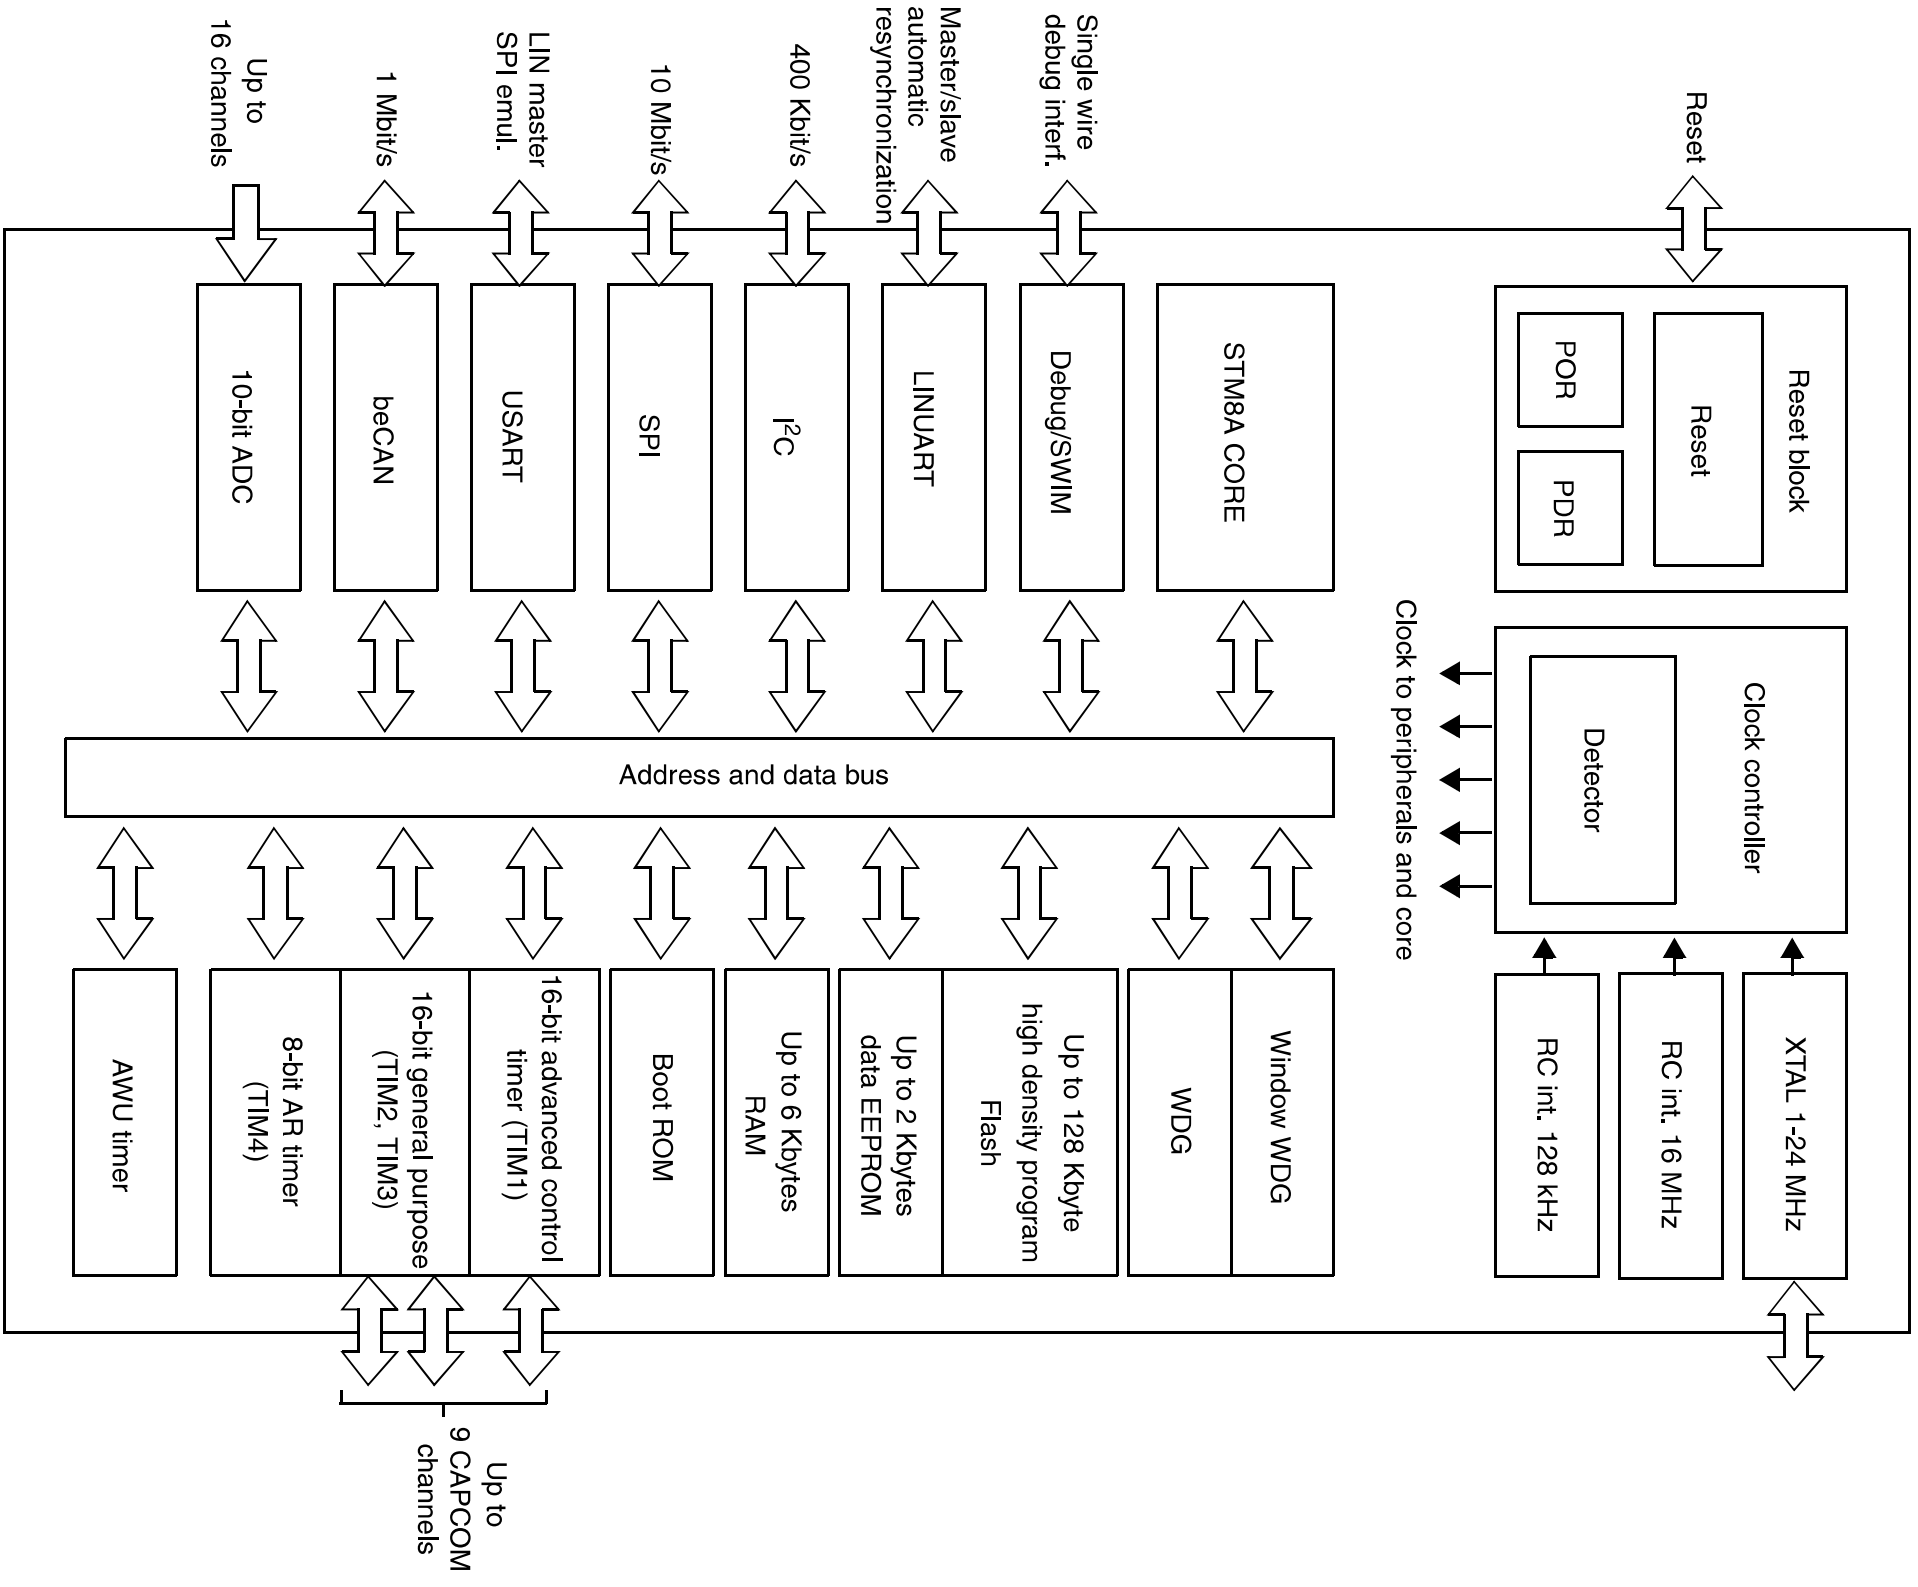 Reset
Reset block
Reset
POR
PDR
Clock controller
Detector
Clock to peripherals and core
XTAL 1-24 MHz
RC int. 16 MHz
RC int. 128 kHz
STM8A CORE
Single wire
debug interf.
Debug/SWIM
Master/slave
automatic
resynchronization
LINUART
400 Kbit/s
I²C
10 Mbit/s
SPI
LIN master
SPI emul.
USART
1 Mbit/s
beCAN
Up to
16 channels
10-bit ADC
Address and data bus
Window WDG
WDG
Up to 128 Kbyte
high density program
Flash
Up to 2 Kbytes
data EEPROM
Up to 6 Kbytes
RAM
Boot ROM
16-bit advanced control
timer (TIM1)
16-bit general purpose
(TIM2, TIM3)
8-bit AR timer
(TIM4)
AWU timer
Up to
9 CAPCOM
channels